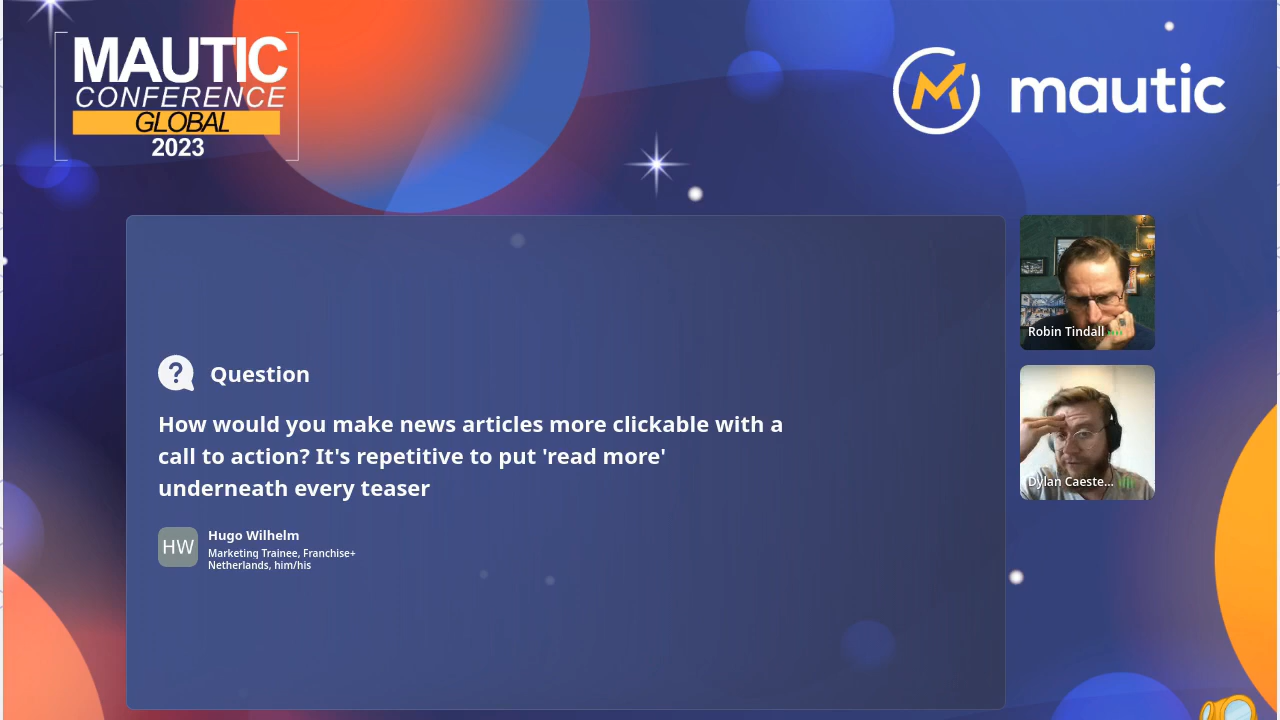 MAUTIC
CONFERENCE
GLOBAL
2023
mautic
Question
How would you make news articles more clickable with a
call to action? It's repetitive to put 'read more'
underneath every teaser
HW
Hugo Wilhelm
Marketing Trainee, Franchise+
Netherlands, him/his
Robin Tindall
Dylan Caeste...